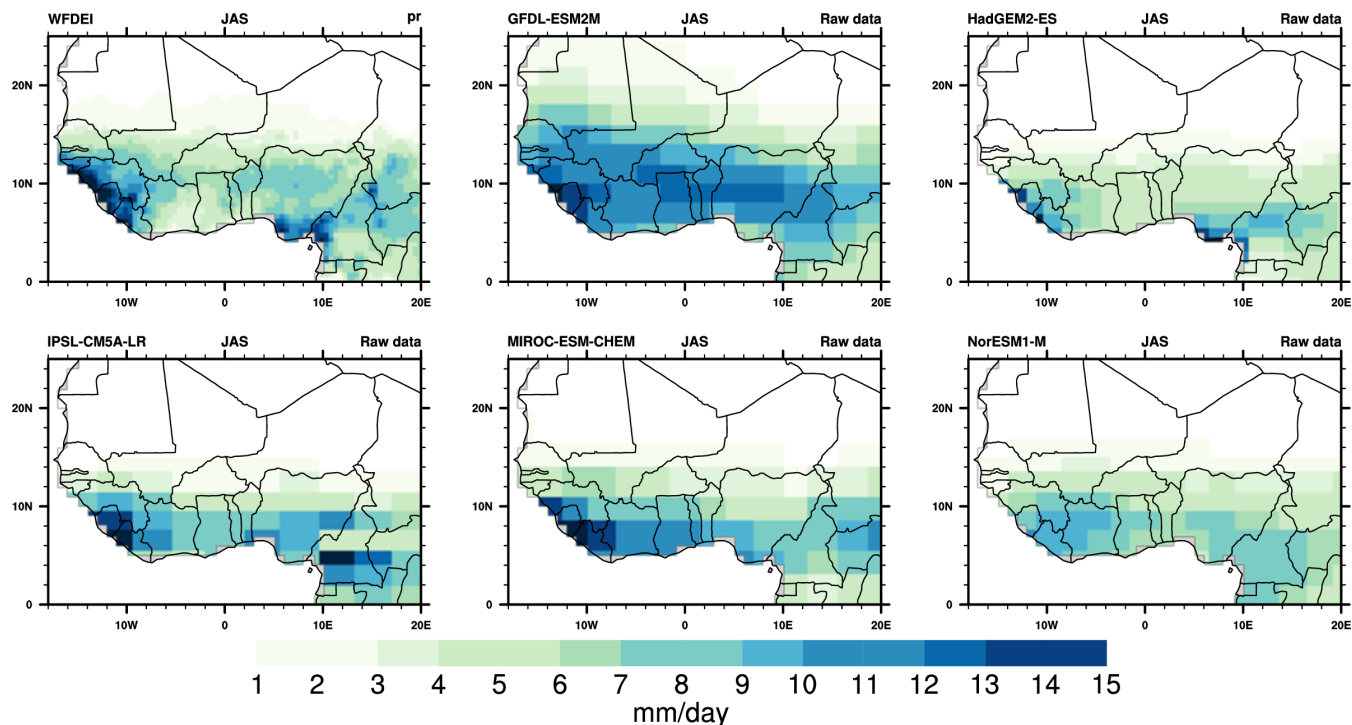 WFDEI JAS pr
GFDL-ESM2M JAS Raw data
HadGEM2-ES JAS Raw data
20N 20N 20N
10N 10N 10N
0 0 0
10W 0 10E 20E 10W 0 10E 20E 10W 0 10E 20E
IPSL-CM5A-LR JAS Raw data
MIROC-ESM-CHEM JAS Raw data
NorESM1-M JAS Raw data
20N 20N 20N
10N 10N 10N
0 0 0
10W 0 10E 20E 10W 0 10E 20E 10W 0 10E 20E
1 2 3 4 5 6 7 8 9 10 11 12 13 14 15
mm/day